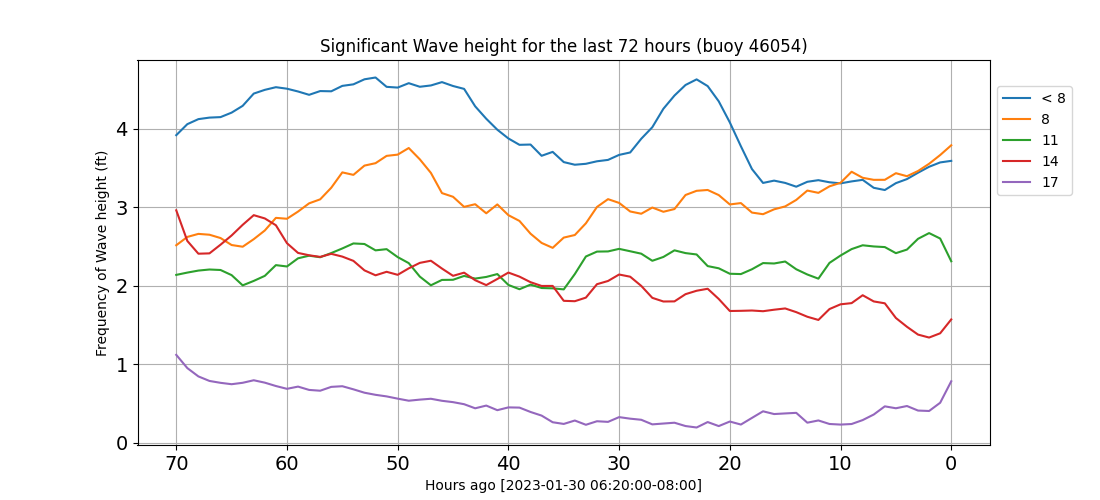 Significant Wave height for the last 72 hours (buoy 46054)
Frequency of Wave height (ft)
4
3
2
1
0
70 60 50 40 30 20 10 0
Hours ago [2023-01-30 06:20:00-08:00]
< 8
8
11
14
17